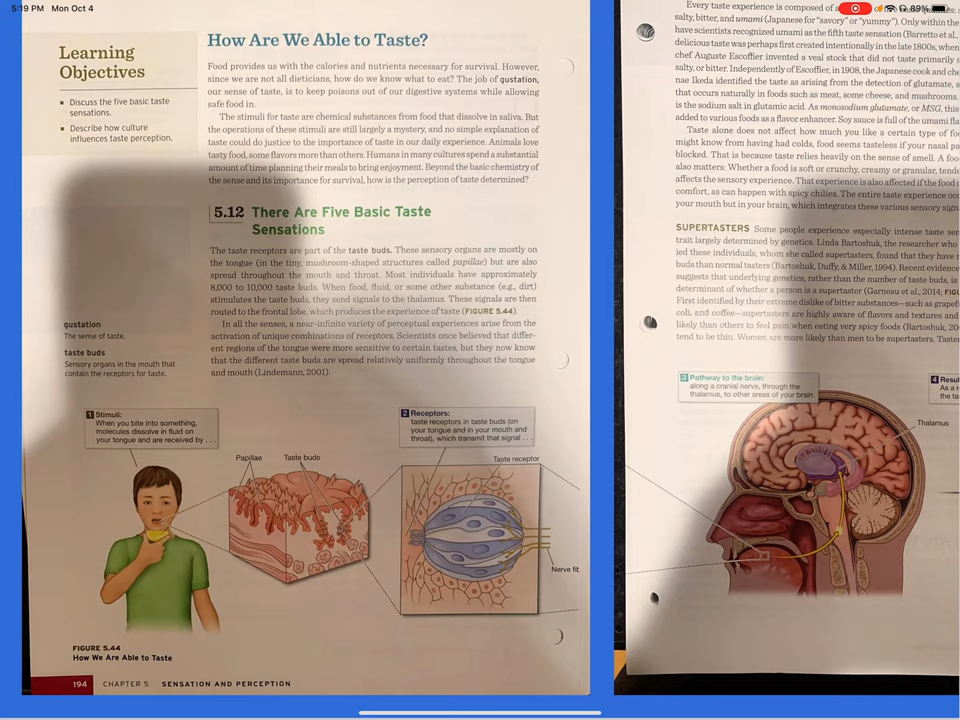 5:19 PM Mon Oct 4
89%
Learning
Objectives
▪ Discuss the five basic taste
sensations.
▪ Describe how culture
influences taste perception.
How Are We Able to Taste?
Food provides us with the calories and nutrients necessary for survival. However,
since we are not all dieticians, how do we know what to eat? The job of gustation,
our sense of taste, is to keep poisons out of our digestive systems while allowing
safe food in.
The stimuli for taste are chemical substances from food that dissolve in saliva. But
the operations of these stimuli are still largely a mystery, and no simple explanation of
taste could do justice to the importance of taste in our daily experience. Animals love
tasty food, some flavors more than others. Humans in many cultures spend a substantial
amount of time planning their meals to bring enjoyment. Beyond the basic chemistry of
the sense and its importance for survival, how is the perception of taste determined?
5.12 There Are Five Basic Taste
Sensations
The taste receptors are part of the taste buds. These sensory organs are mostly on
the tongue (in the tiny, mushroom-shaped structures called papillae) but are also
spread throughout the mouth and throat. Most individuals have approximately
8,000 to 10,000 taste buds. When food, fluid, or some other substance (e.g., dirt)
stimulates the taste buds, they send signals to the thalamus. These signals are then
routed to the frontal lobe, which produces the experience of taste (FIGURE 5.44).
In all the senses, a near-infinite variety of perceptual experiences arise from the
activation of unique combinations of receptors. Scientists once believed that differ-
ent regions of the tongue were more sensitive to certain tastes, but they now know
that the different taste buds are spread relatively uniformly throughout the tongue
and mouth (Lindemann, 2001).
gustation
The sense of taste.
taste buds
Sensory organs in the mouth that
contain the receptors for taste.
1 Stimuli:
When you bite into something,
molecules dissolve in fluid on
your tongue and are received by . . .
2 Receptors:
taste receptors in taste buds (on
your tongue and in your mouth and
throat), which transmit that signal . . .
Papillae
Taste buds
Taste receptor
Nerve fib
FIGURE 5.44
How We Are Able to Taste
194 CHAPTER 5 SENSATION AND PERCEPTION
Every taste experience is composed of a
salty, bitter, and umami (Japanese for "savory" or "yummy"). Only within the
have scientists recognized umami as the fifth taste sensation (Barretto et al.,
delicious taste was perhaps first created intentionally in the late 1800s, when
chef Auguste Escoffier invented a veal stock that did not taste primarily s
salty, or bitter. Independently of Escoffier, in 1908, the Japanese cook and che
nae Ikeda identified the taste as arising from the detection of glutamate, a
that occurs naturally in foods such as meat, some cheese, and mushrooms.
is the sodium salt in glutamic acid. As monosodium glutamate, or MSG, this
added to various foods as a flavor enhancer. Soy sauce is full of the umami fla
Taste alone does not affect how much you like a certain type of foo
might know from having had colds, food seems tasteless if your nasal pa
blocked. That is because taste relies heavily on the sense of smell. A foo
also matters: Whether a food is soft or crunchy, creamy or granular, tende
affects the sensory experience. That experience is also affected if the food c
comfort, as can happen with spicy chilies. The entire taste experience occ
your mouth but in your brain, which integrates these various sensory sign
SUPERTASTERS Some people experience especially intense taste sen
trait largely determined by genetics. Linda Bartoshuk, the researcher who
ied these individuals, whom she called supertasters, found that they have n
buds than normal tasters (Bartoshuk, Duffy, & Miller, 1994). Recent evidence
suggests that underlying genetics, rather than the number of taste buds, is
determinant of whether a person is a supertaster (Garneau et al., 2014; FIGU
First identified by their extreme dislike of bitter substances—such as grapef
coli, and coffee—supertasters are highly aware of flavors and textures and
likely than others to feel pain when eating very spicy foods (Bartoshuk, 20
tend to be thin. Women are more likely than men to be supertasters. Taste
3 Pathway to the brain:
along a cranial nerve, through the
thalamus, to other areas of your brain.
4 Resul
As a r
the ta
Thalamus